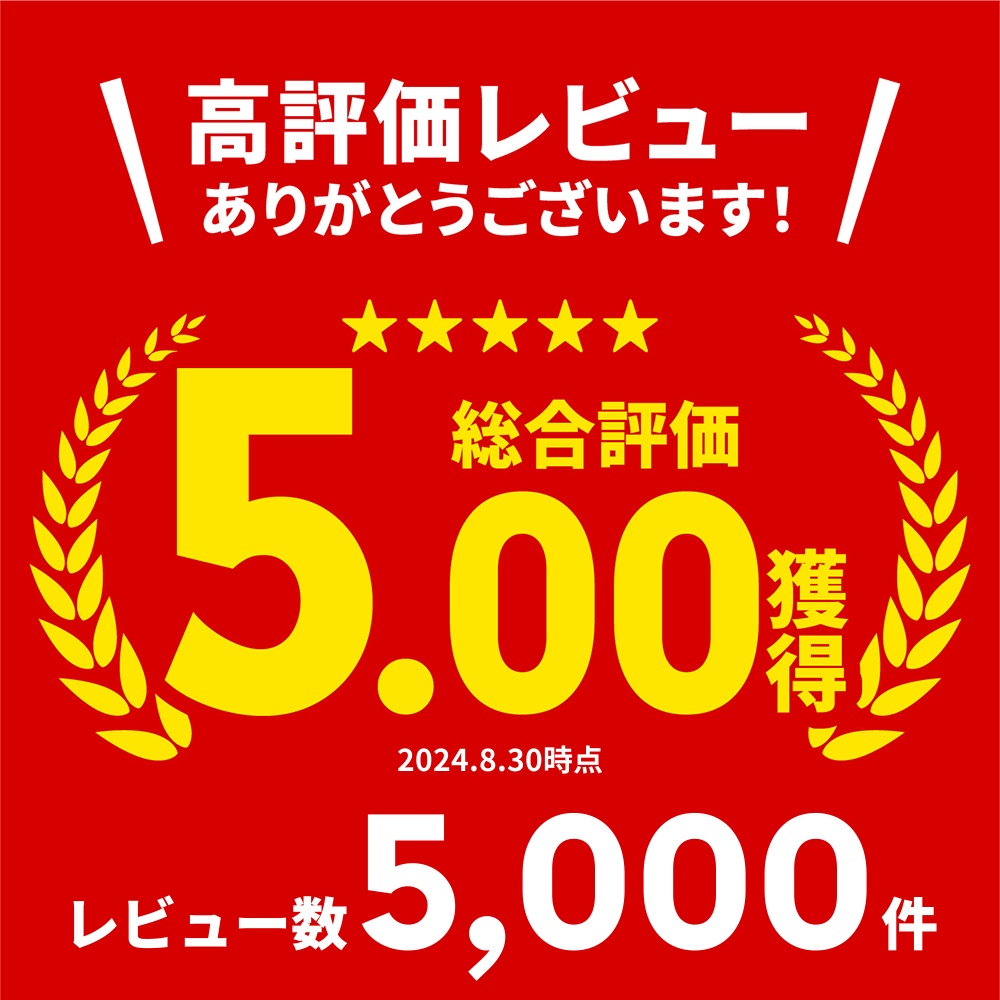 高評価レビュー
ありがとうございます!
総合評価
5.00
獲得
2024.8.30時点
レビュー数5,000件